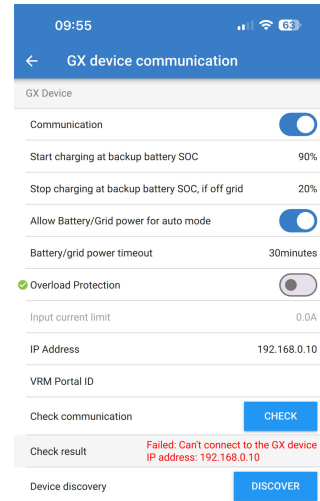 09:55
63
GX device communication
GX Device
Communication
Start charging at backup battery SOC 90%
Stop charging at backup battery SOC, if off grid 20%
Allow Battery/Grid power for auto mode
Battery/grid power timeout 30minutes
Overload Protection
Input current limit 0.0A
IP Address 192.168.0.10
VRM Portal ID
Check communication CHECK
Check result Failed: Can't connect to the GX device
IP address: 192.168.0.10
Device discovery DISCOVER